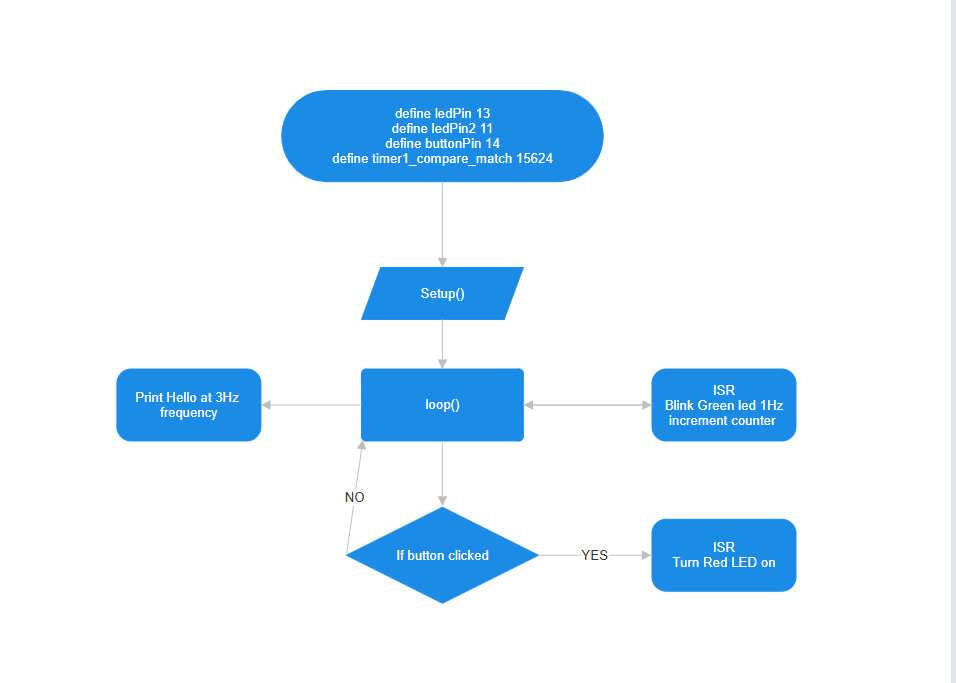 define ledPin 13
define ledPin2 11
define buttonPin 14
define timer1_compare_match 15624
Setup()
Print Hello at 3Hz
frequency
loop()
ISR
Blink Green led 1Hz
increment counter
NO
If button clicked
YES
ISR
Turn Red LED on